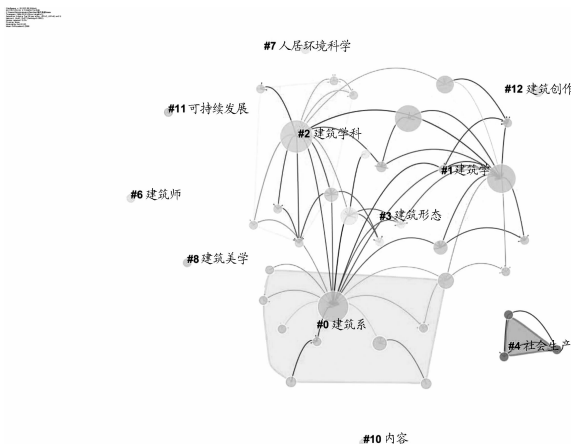 #7 人居环境科学
#12 建筑创作
#11 可持续发展
#2 建筑学科
#1 建筑学
#6 建筑师
#3 建筑形态
#8 建筑美学
#0 建筑系
#4 社会生产
#10 内容